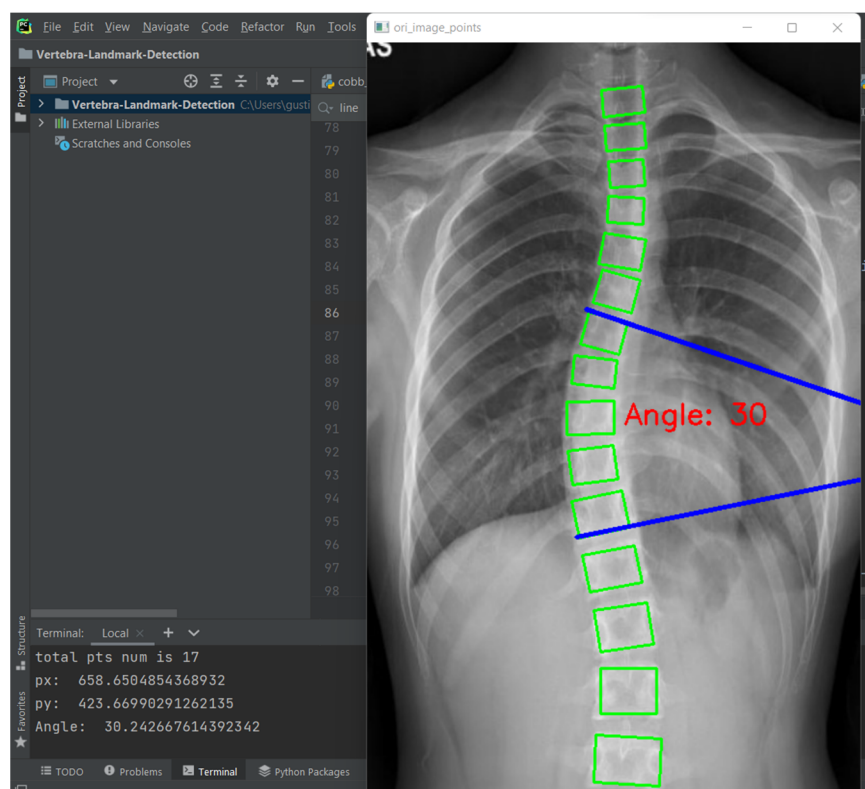 File Edit View Navigate Code Refactor Run Tools
ori_image_points
Vertebra-Landmark-Detection
Project
Project
cobb_
Vertebra-Landmark-Detection C:\Users\gusti
line
External Libraries
Scratches and Consoles
78
79
80
81
82
83
84
85
86
87
88
89
90
91
92
93
94
95
96
97
98
AS
Angle: 30
Structure
Favorites
Terminal: Local × +
total pts num is 17
px: 658.6504854368932
py: 423.66990291262135
Angle: 30.242667614392342
TODO Problems Terminal Python Packages